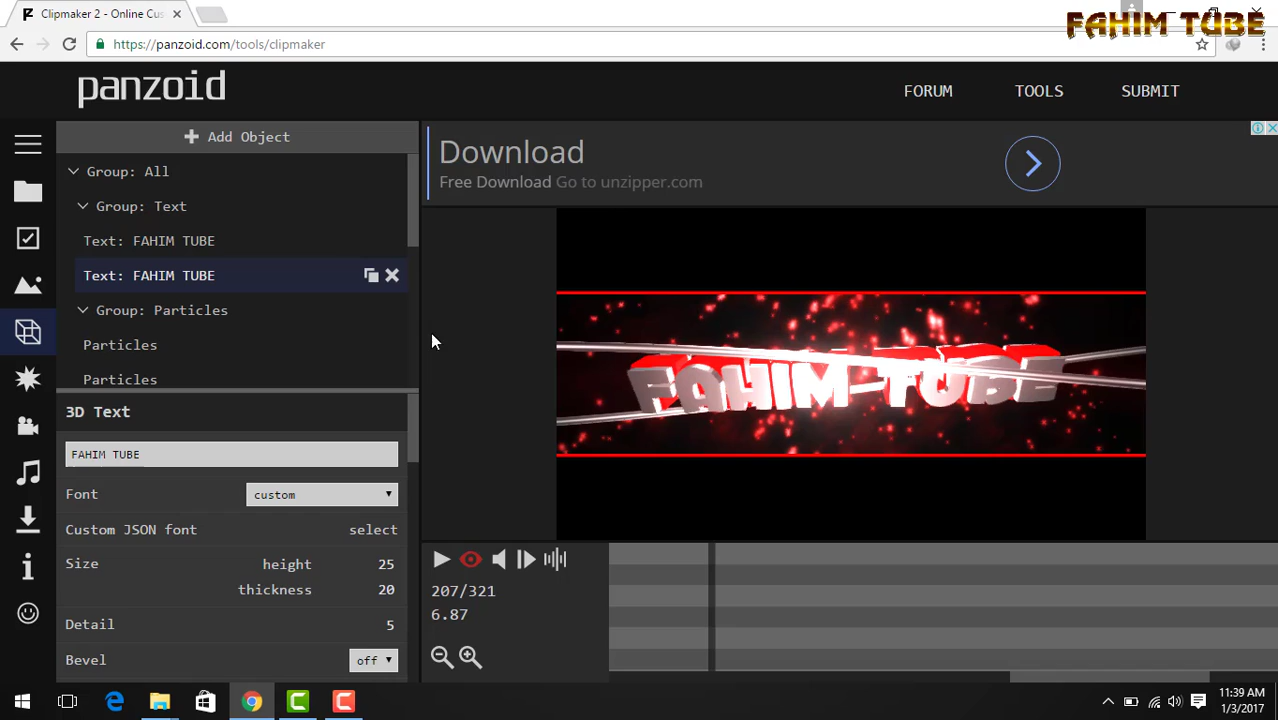 Clipmaker 2 - Online Cus
FAHIM TUBE
https://panzoid.com/tools/clipmaker
panzoid
FORUM
TOOLS
SUBMIT
Add Object
Group: All
Group: Text
Text: FAHIM TUBE
Text: FAHIM TUBE
Group: Particles
Particles
Particles
Download
Free Download Go to unzipper.com
FAHIM-TUBE
3D Text
FAHIM TUBE
Font custom
Custom JSON font select
Size height 25
thickness 20
Detail 5
Bevel off
207/321
6.87
11:39 AM
1/3/2017